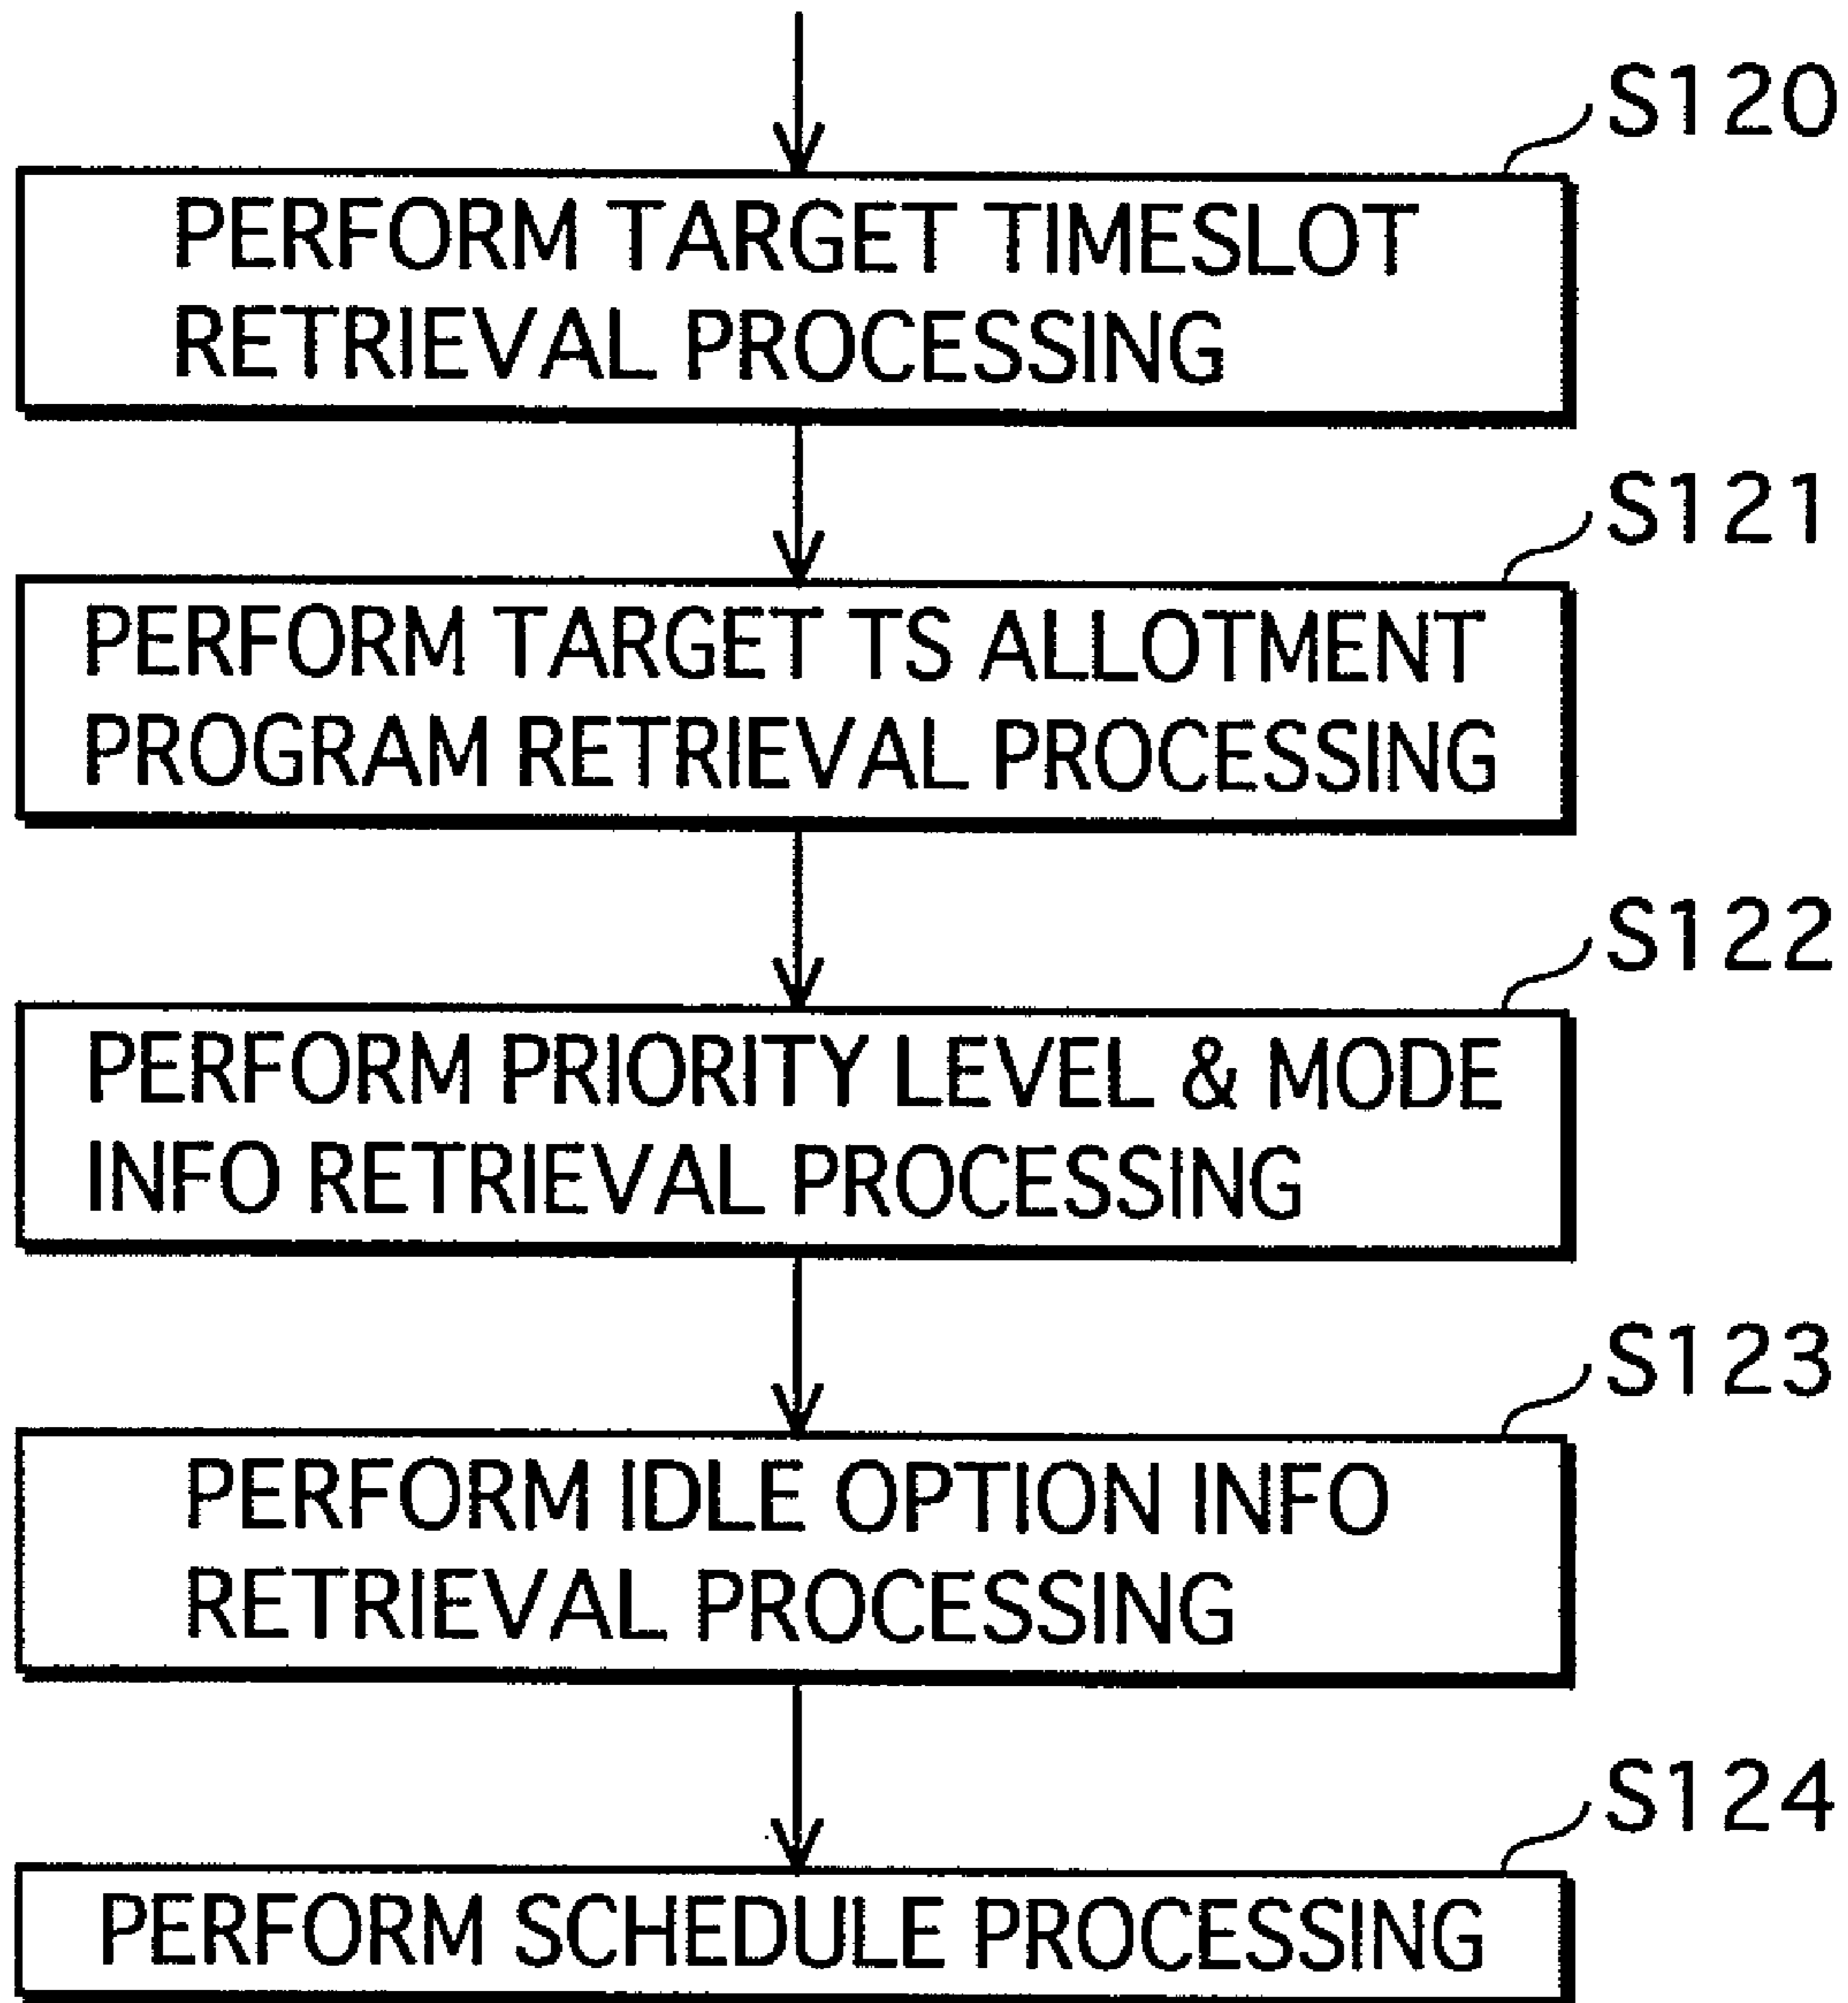 S120
PERFORM TARGET TIMESLOT
RETRIEVAL PROCESSING
S121
PERFORM TARGET TS ALLOTMENT
PROGRAM RETRIEVAL PROCESSING
S122
PERFORM PRIORITY LEVEL & MODE
INFO RETRIEVAL PROCESSING
S123
PERFORM IDLE OPTION INFO
RETRIEVAL PROCESSING
S124
PERFORM SCHEDULE PROCESSING